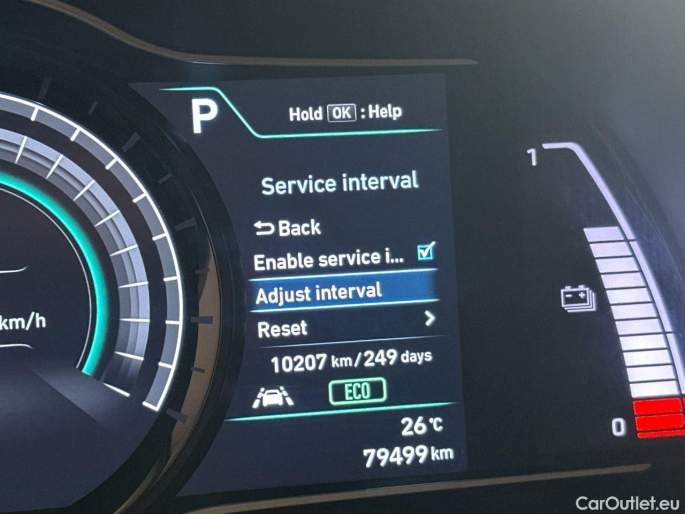 P
Hold OK : Help
Service interval
Back
Enable service i...
Adjust interval
Reset
10207 km/249 days
ECO
26 °C
79499 km
km/h
1
0
CarOutlet.eu